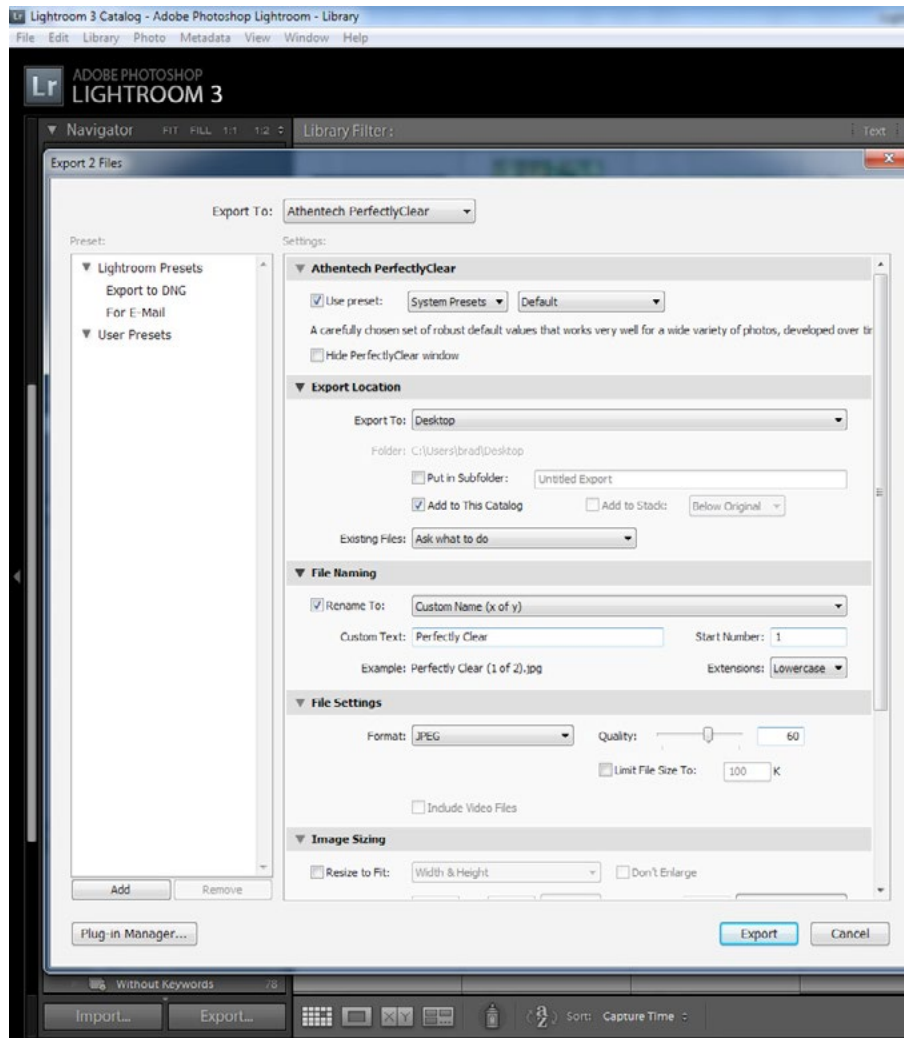 Lightroom 3 Catalog - Adobe Photoshop Lightroom - Library
File Edit Library Photo Metadata View Window Help
Lr ADOBE PHOTOSHOP
LIGHTROOM 3
Navigator FIT FILL 1:1 1:2 Library Filter: Text
Export 2 Files
Export To: Athentech PerfectlyClear
Preset: Settings:
Lightroom Presets
Export to DNG
For E-Mail
User Presets
Athentech PerfectlyClear
Use preset: System Presets Default
A carefully chosen set of robust default values that works very well for a wide variety of photos, developed over tir
Hide PerfectlyClear window
Export Location
Export To: Desktop
Folder: C:\Users\brad\Desktop
Put in Subfolder: Untitled Export
Add to This Catalog Add to Stack: Below Original
Existing Files: Ask what to do
File Naming
Rename To: Custom Name (x of y)
Custom Text: Perfectly Clear Start Number: 1
Example: Perfectly Clear (1 of 2).jpg Extensions: Lowercase
File Settings
Format: JPEG Quality: 60
Limit File Size To: 100 K
Include Video Files
Image Sizing
Resize to Fit: Width & Height Don't Enlarge
Add Remove
Plug-in Manager... Export Cancel
Without Keywords 78
Import... Export... XY Sort: Capture Time